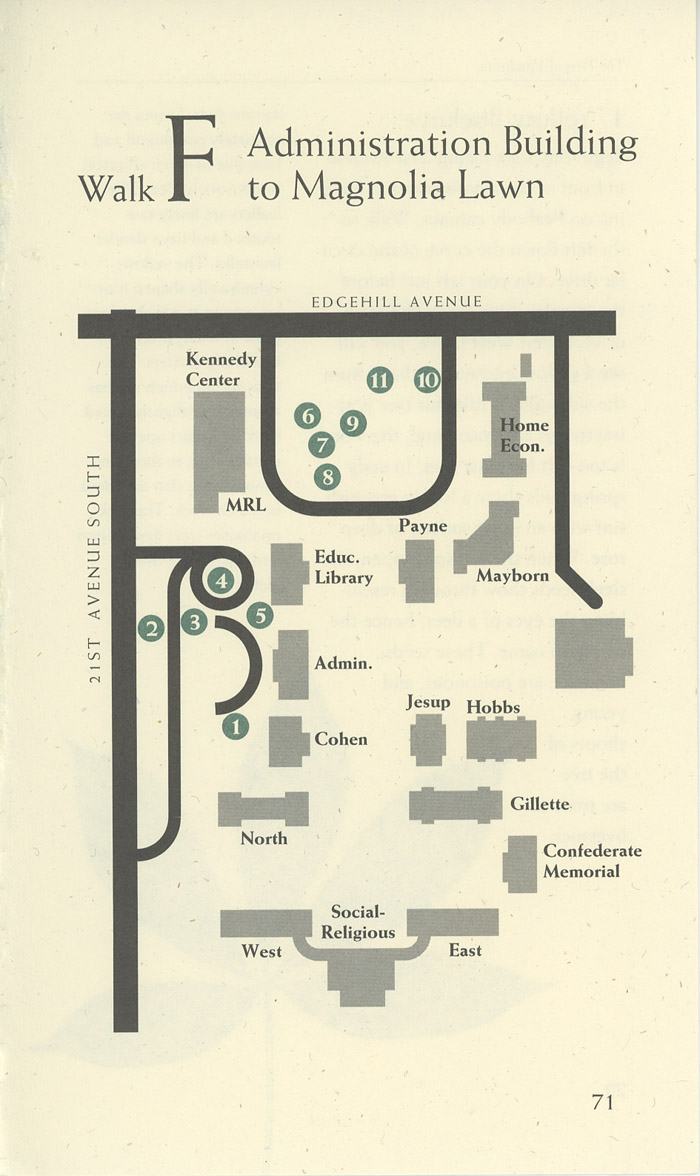 Walk F Administration Building
to Magnolia Lawn
EDGEHILL AVENUE
21ST AVENUE SOUTH
Kennedy
Center
11
10
6
9
7
8
Home
Econ.
MRL
Payne
Educ.
Library
Mayborn
4
2
3
5
Admin.
Jesup
Hobbs
1
Cohen
North
Gillette
Confederate
Memorial
Social-
Religious
West
East
71